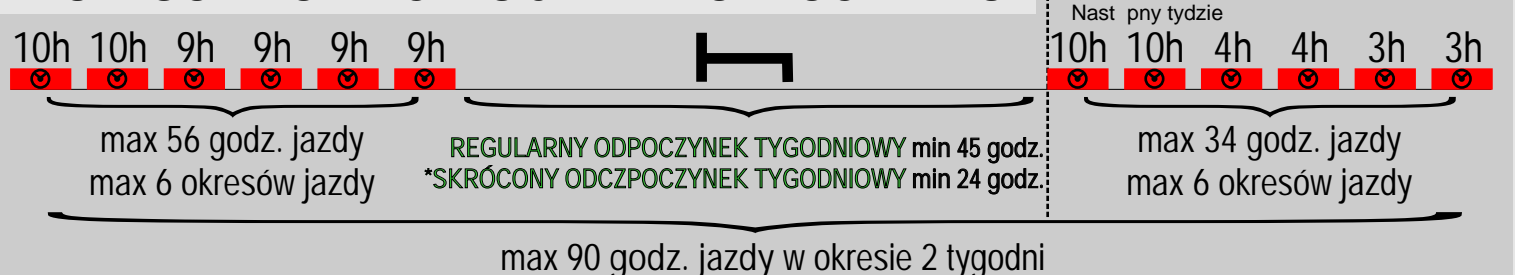 Nast pny tydzie
10h 10h 9h 9h 9h 9h
10h 10h 4h 4h 3h 3h
max 56 godz. jazdy
max 6 okresów jazdy
REGULARNY ODPOCZYNEK TYGODNIOWY min 45 godz.
*SKRÓCONY ODCZPOCZYNEK TYGODNIOWY min 24 godz.
max 34 godz. jazdy
max 6 okresów jazdy
max 90 godz. jazdy w okresie 2 tygodni